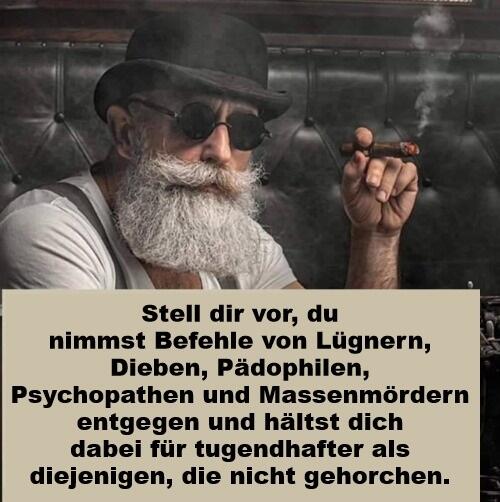 Stell dir vor, du
nimmst Befehle von Lügnern,
Dieben, Pädophilen,
Psychopathen und Massenmördern
entgegen und hältst dich
dabei für tugendhafter als
diejenigen, die nicht gehorchen.